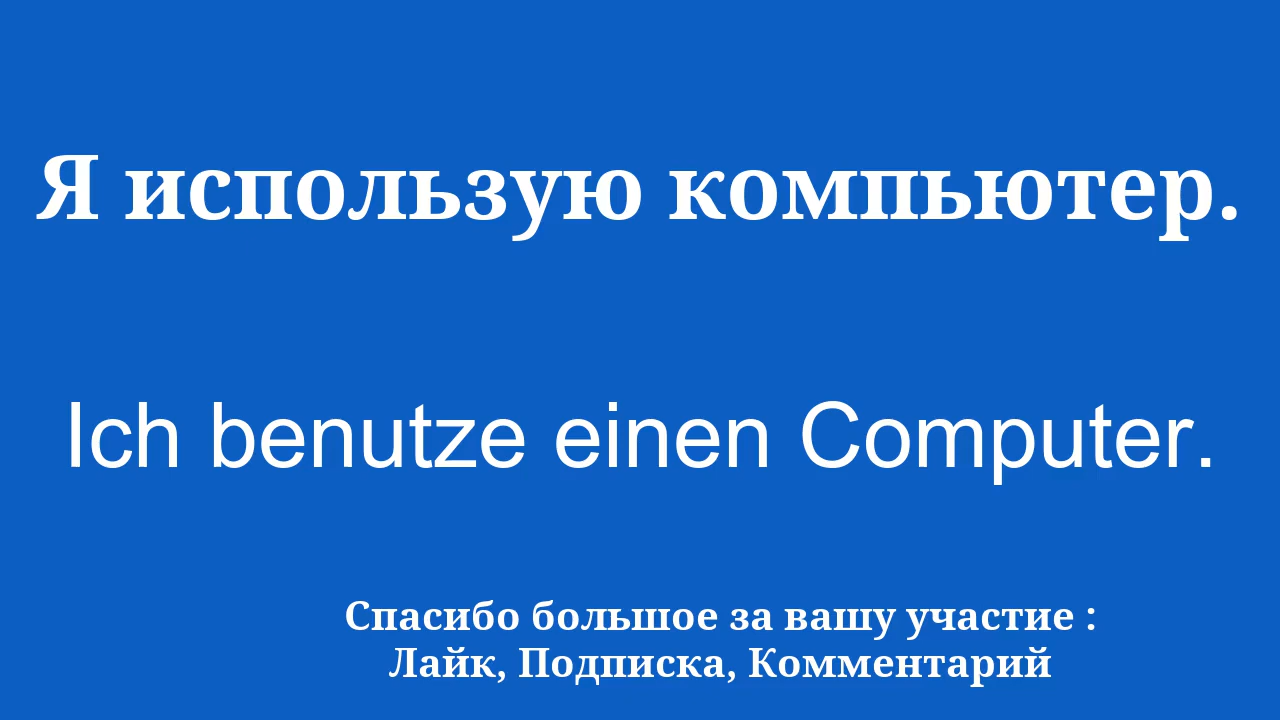 Я использую компьютер.
Ich benutze einen Computer.
Спасибо большое за вашу участие :
Лайк, Подписка, Комментарий